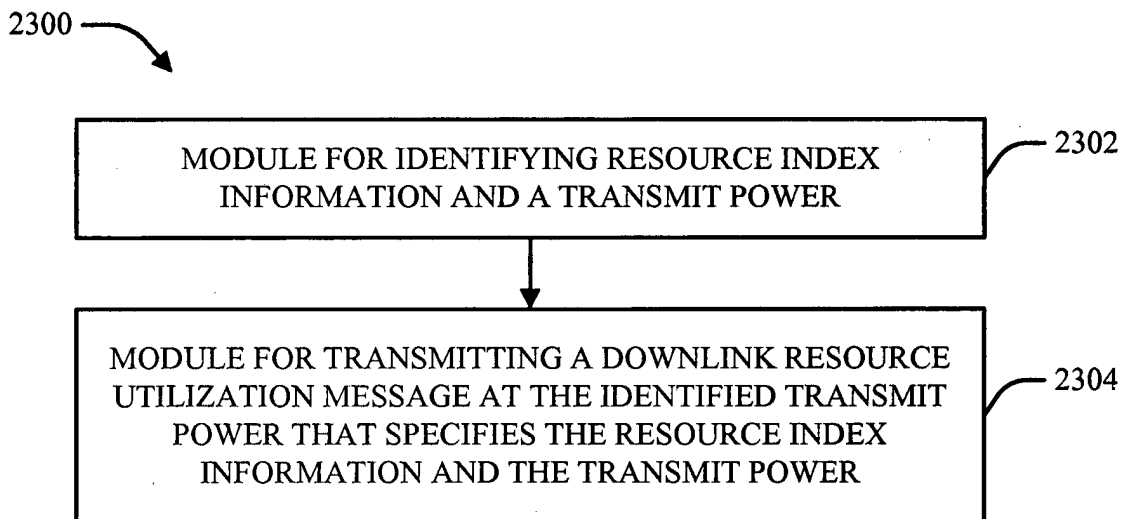 2300
MODULE FOR IDENTIFYING RESOURCE INDEX
INFORMATION AND A TRANSMIT POWER
2302
MODULE FOR TRANSMITTING A DOWNLINK RESOURCE
UTILIZATION MESSAGE AT THE IDENTIFIED TRANSMIT
POWER THAT SPECIFIES THE RESOURCE INDEX
INFORMATION AND THE TRANSMIT POWER
2304